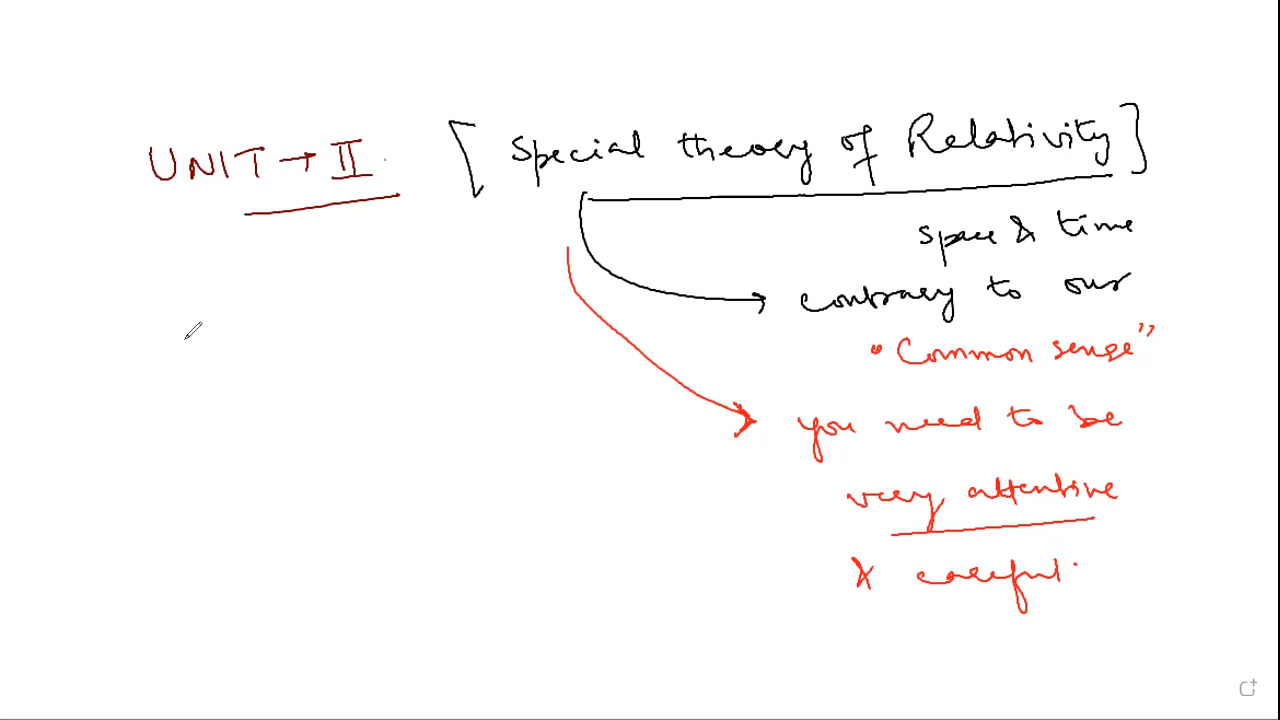 UNIT → II [Special theory of Relativity]
space & time
contrary to our
"Common sense"
you need to be
very attentive
& careful.